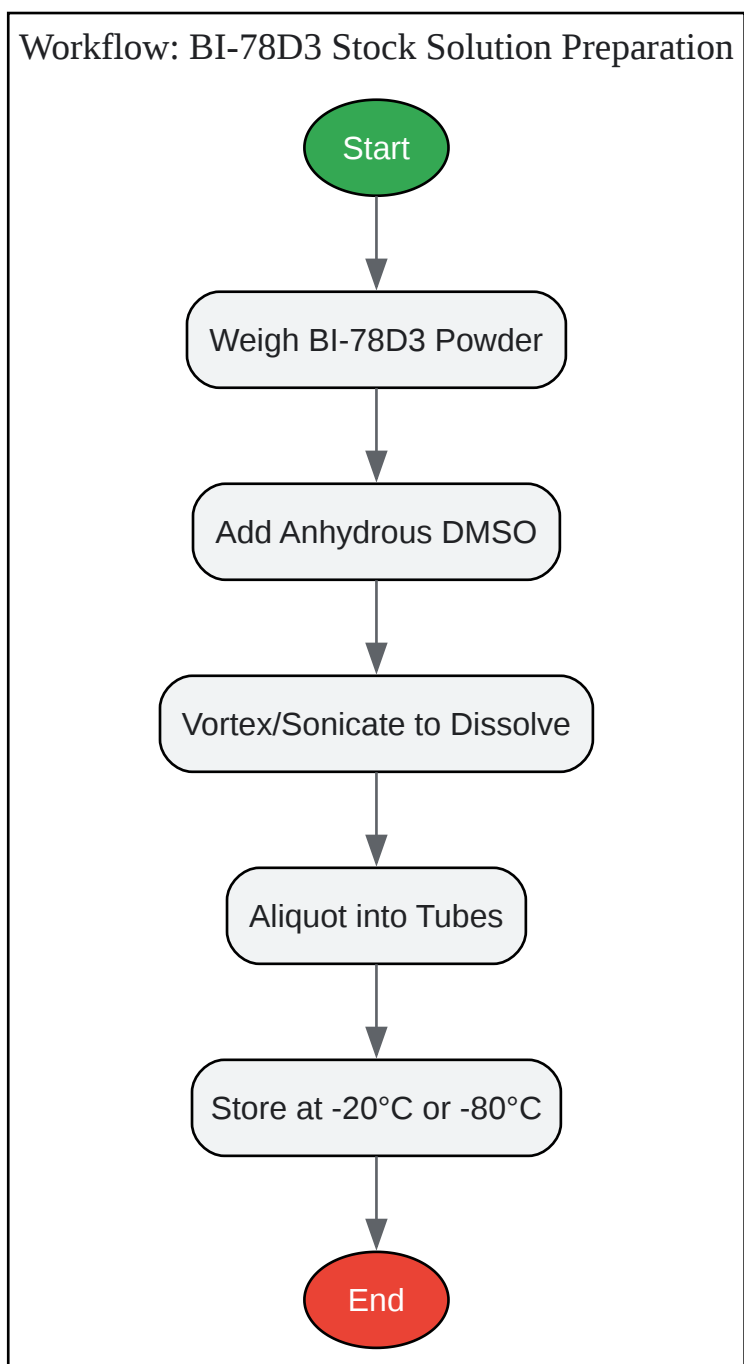 Workflow: BI-78D3 Stock Solution Preparation
Start
Weigh BI-78D3 Powder
Add Anhydrous DMSO
Vortex/Sonicate to Dissolve
Aliquot into Tubes
Store at -20°C or -80°C
End